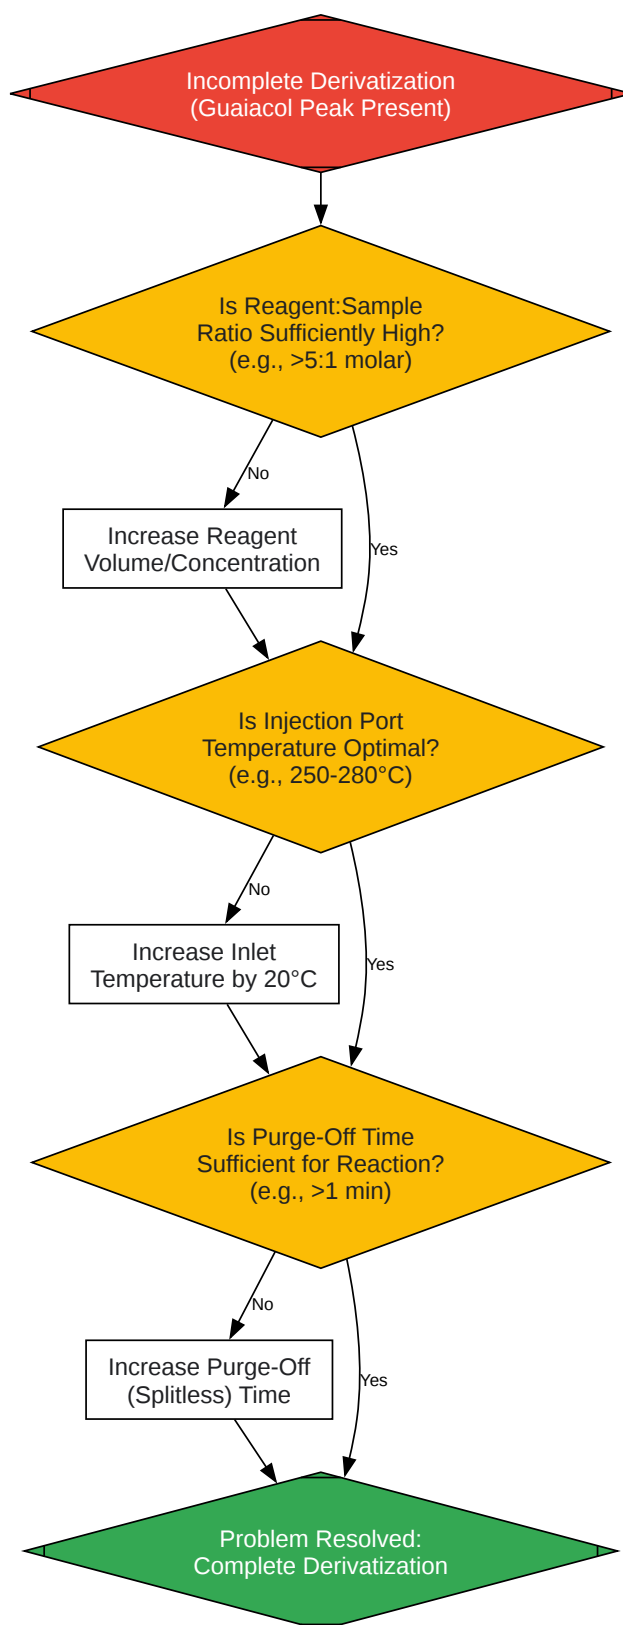 Incomplete Derivatization
(Guaiacol Peak Present)
Is Reagent:Sample
Ratio Sufficiently High?
(e.g., >5:1 molar)
No
Increase Reagent
Volume/Concentration
Yes
Is Injection Port
Temperature Optimal?
(e.g., 250-280°C)
No
Increase Inlet
Temperature by 20°C
Yes
Is Purge-Off Time
Sufficient for Reaction?
(e.g., >1 min)
No
Increase Purge-Off
(Splitless) Time
Yes
Problem Resolved:
Complete Derivatization